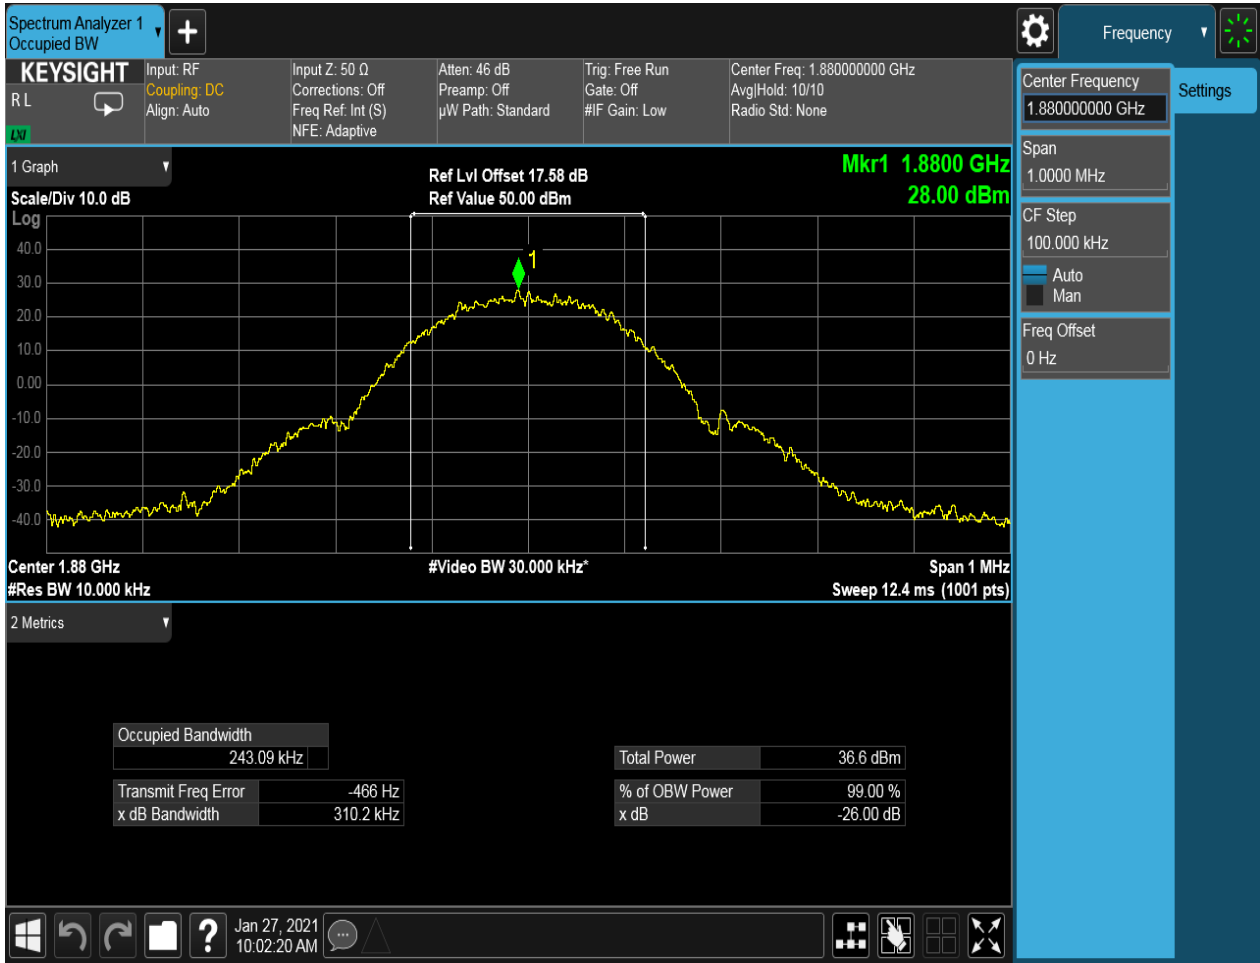 Spectrum Analyzer 1
Occupied BW
Frequency
KEYSIGHT
R L
LXI
Input: RF
Coupling: DC
Align: Auto
Input Z: 50 Ω
Corrections: Off
Freq Ref: Int (S)
NFE: Adaptive
Atten: 46 dB
Preamp: Off
µW Path: Standard
Trig: Free Run
Gate: Off
#IF Gain: Low
Center Freq: 1.880000000 GHz
Avg|Hold: 10/10
Radio Std: None
Center Frequency
1.880000000 GHz
Settings
Span
1.0000 MHz
CF Step
100.000 kHz
Auto
Man
Freq Offset
0 Hz
1 Graph
Scale/Div 10.0 dB
Ref Lvl Offset 17.58 dB
Ref Value 50.00 dBm
Mkr1 1.8800 GHz
28.00 dBm
Log
40.0
30.0
20.0
10.0
0.00
-10.0
-20.0
-30.0
-40.0
1
Center 1.88 GHz
#Video BW 30.000 kHz*
Span 1 MHz
#Res BW 10.000 kHz
Sweep 12.4 ms (1001 pts)
2 Metrics
Occupied Bandwidth
243.09 kHz
Total Power 36.6 dBm
Transmit Freq Error -466 Hz
% of OBW Power 99.00 %
x dB Bandwidth 310.2 kHz
x dB -26.00 dB
?
Jan 27, 2021
10:02:20 AM